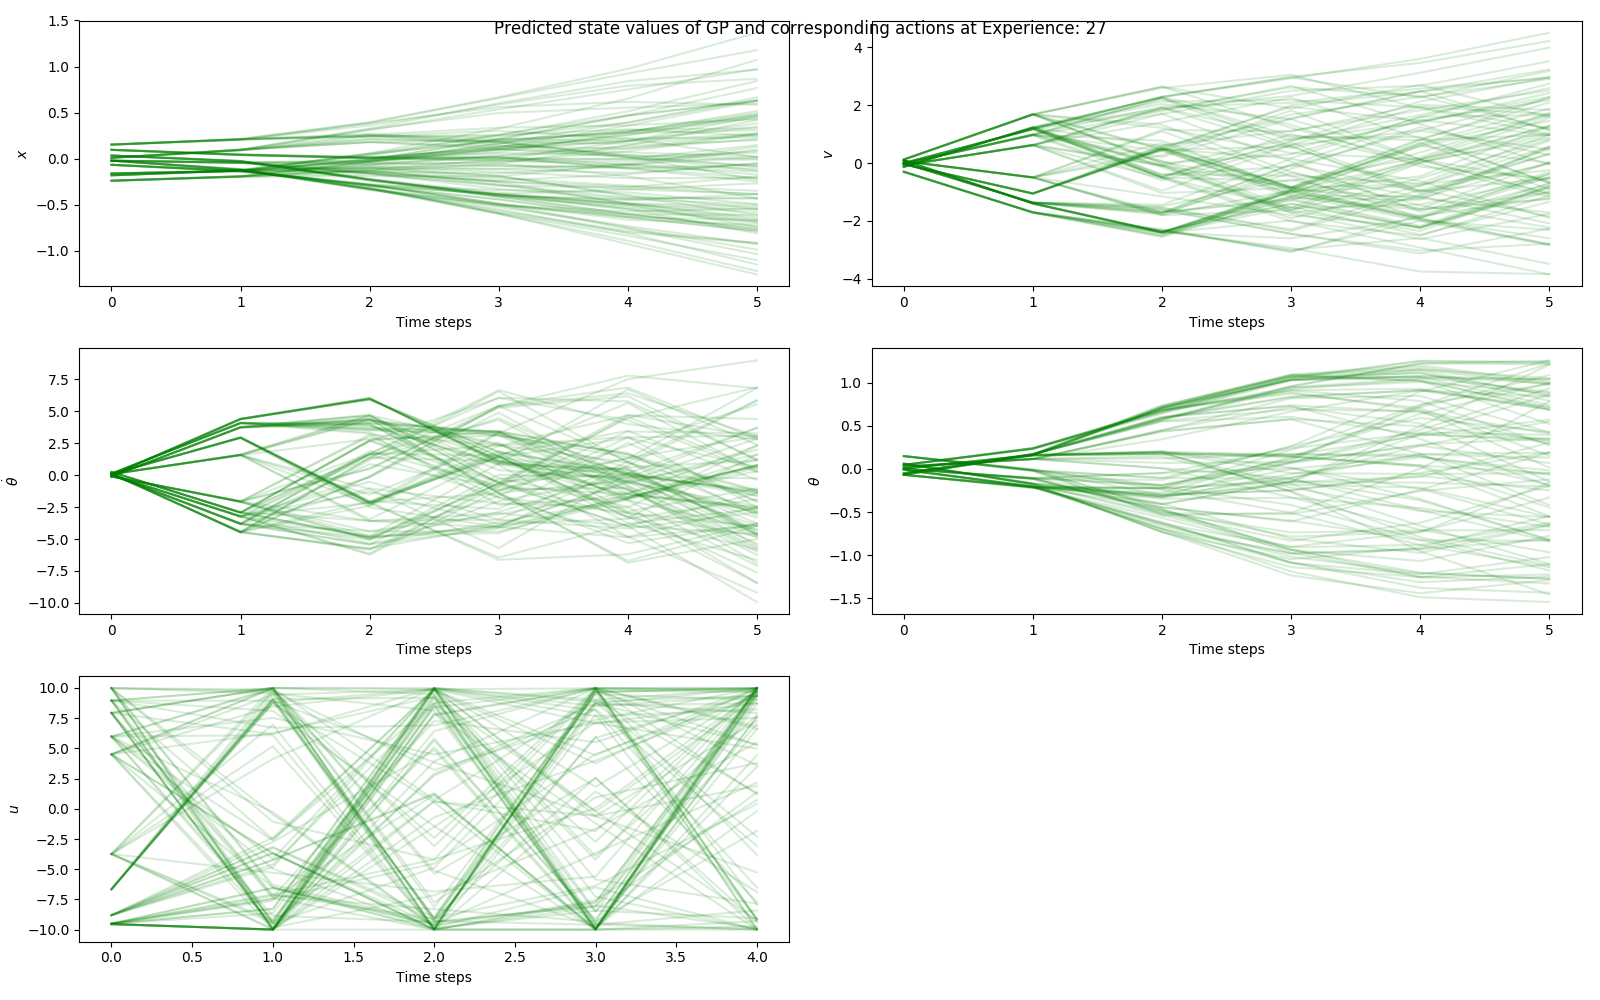 Predicted state values of GP and corresponding actions at Experience: 27
1.5
1.0
0.5
0.0
−0.5
−1.0
x
0 1 2 3 4 5
Time steps
4
2
0
−2
−4
v
0 1 2 3 4 5
Time steps
7.5
5.0
2.5
0.0
−2.5
−5.0
−7.5
−10.0
θ̇
0 1 2 3 4 5
Time steps
1.0
0.5
0.0
−0.5
−1.0
−1.5
θ
0 1 2 3 4 5
Time steps
10.0
7.5
5.0
2.5
0.0
−2.5
−5.0
−7.5
−10.0
u
0.0 0.5 1.0 1.5 2.0 2.5 3.0 3.5 4.0
Time steps